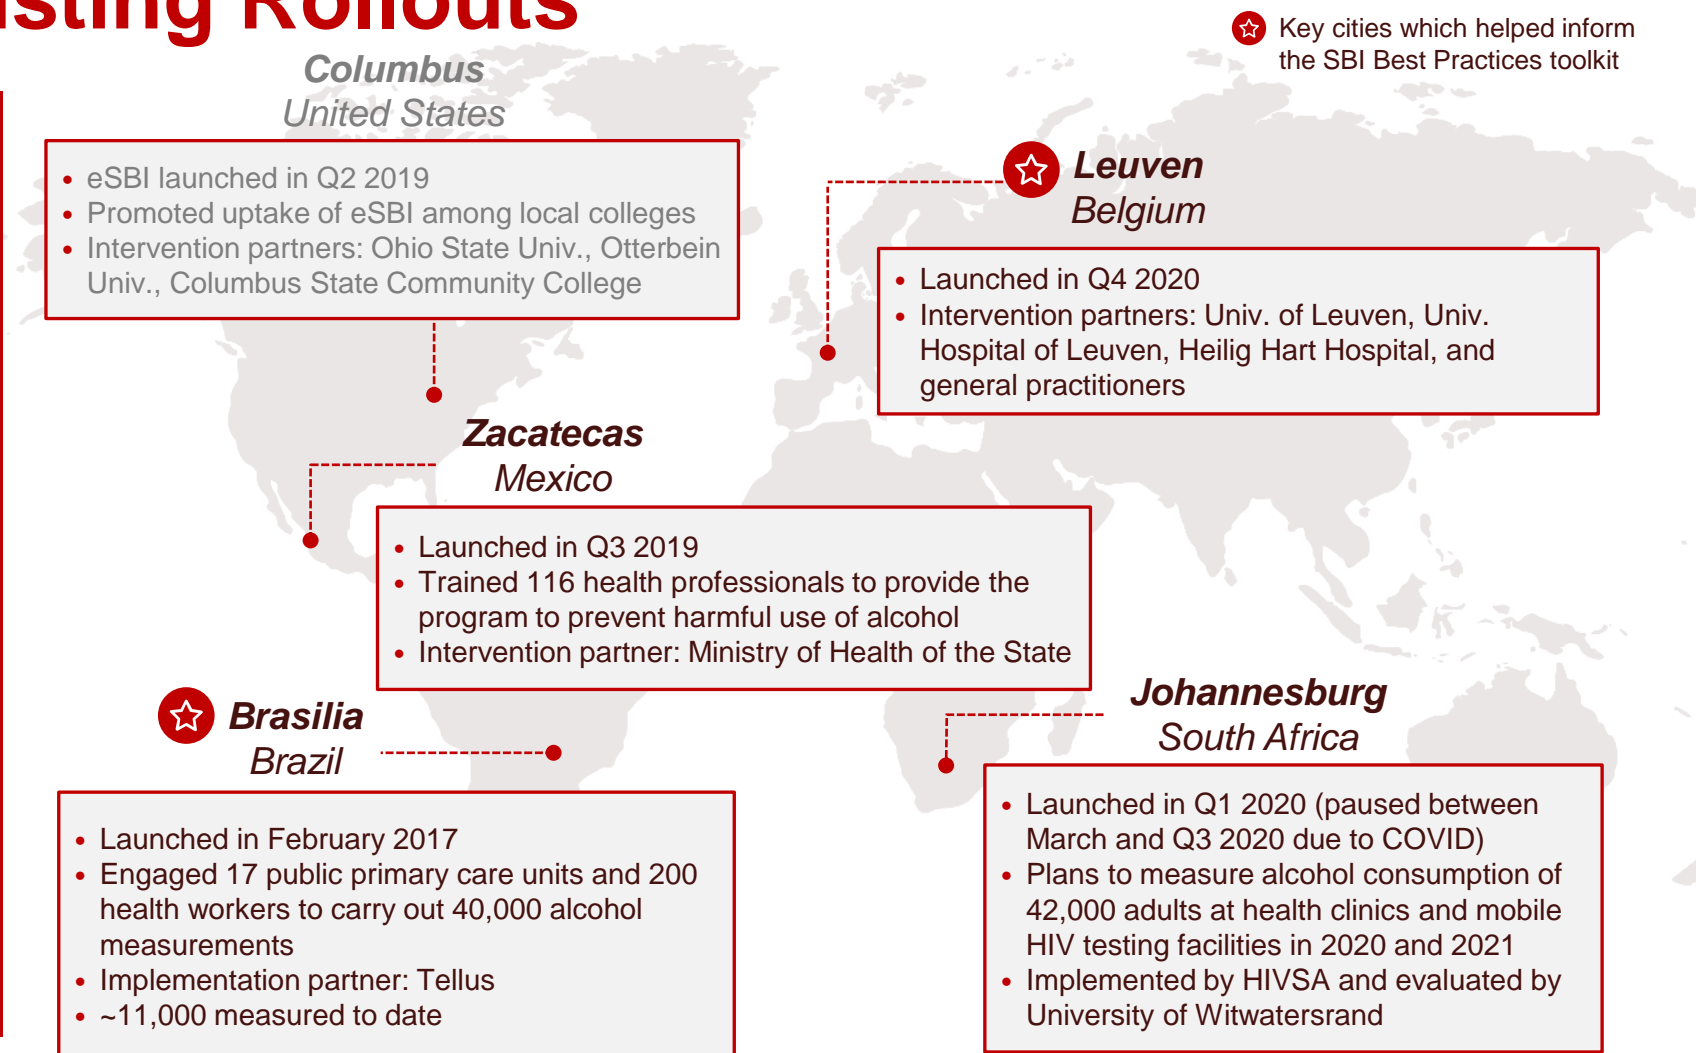 isting Rollouts
Key cities which helped inform
the SBI Best Practices toolkit
Columbus
United States
• eSBI launched in Q2 2019
• Promoted uptake of eSBI among local colleges
• Intervention partners: Ohio State Univ., Otterbein
Univ., Columbus State Community College
Leuven
Belgium
• Launched in Q4 2020
• Intervention partners: Univ. of Leuven, Univ.
Hospital of Leuven, Heilig Hart Hospital, and
general practitioners
Zacatecas
Mexico
• Launched in Q3 2019
• Trained 116 health professionals to provide the
program to prevent harmful use of alcohol
• Intervention partner: Ministry of Health of the State
Brasilia
Brazil
• Launched in February 2017
• Engaged 17 public primary care units and 200
health workers to carry out 40,000 alcohol
measurements
• Implementation partner: Tellus
• ~11,000 measured to date
Johannesburg
South Africa
• Launched in Q1 2020 (paused between
March and Q3 2020 due to COVID)
• Plans to measure alcohol consumption of
42,000 adults at health clinics and mobile
HIV testing facilities in 2020 and 2021
• Implemented by HIVSA and evaluated by
University of Witwatersrand